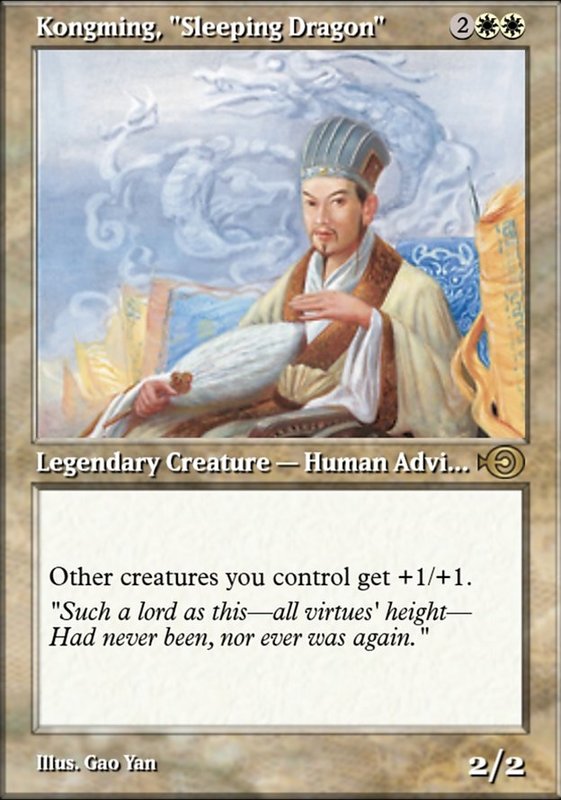 Kongming, "Sleeping Dragon" 2
Legendary Creature — Human Advi...
Other creatures you control get +1/+1.
"Such a lord as this—all virtues' height—
Had never been, nor ever was again."
Illus. Gao Yan
2/2